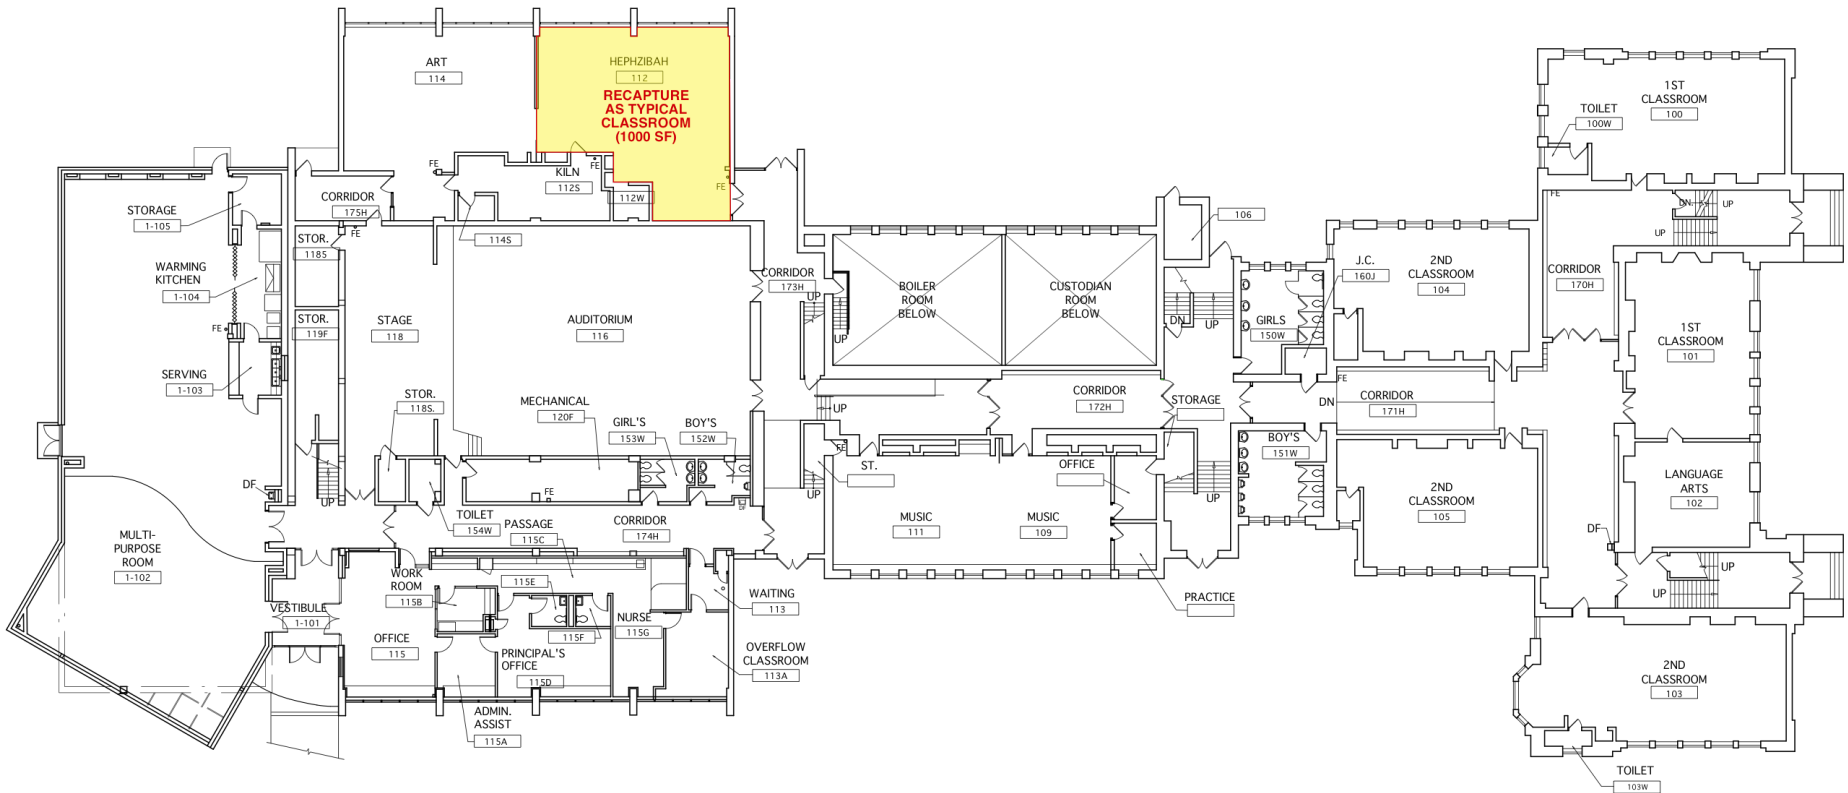 ART
114
HEPHZIBAH
112
RECAPTURE
AS TYPICAL
CLASSROOM
(1000 SF)
FE
FE
FE
KILN
112S
112W
114S
CORRIDOR
175H
FE
STORAGE
1-105
WARMING
KITCHEN
1-104
FE
SERVING
1-103
STOR.
118S
STOR.
119F
STAGE
118
AUDITORIUM
116
STOR.
118S.
MECHANICAL
120F
GIRL'S
153W
BOY'S
152W
FE
UP
DF
TOILET
154W
PASSAGE
115C
CORRIDOR
174H
MULTI-
PURPOSE
ROOM
1-102
VESTIBULE
1-101
OFFICE
115
WORK
ROOM
115B
115E
115F
PRINCIPAL'S
OFFICE
115D
NURSE
115G
WAITING
113
OVERFLOW
CLASSROOM
113A
ADMIN.
ASSIST
115A
CORRIDOR
173H
UP
UP
BOILER
ROOM
BELOW
CUSTODIAN
ROOM
BELOW
UP
FE
ST.
UP
CORRIDOR
172H
STORAGE
OFFICE
MUSIC
111
MUSIC
109
PRACTICE
106
DN
UP
UP
GIRLS
150W
J.C.
160J
BOY'S
151W
2ND
CLASSROOM
104
FE
DN
CORRIDOR
171H
2ND
CLASSROOM
105
TOILET
100W
1ST
CLASSROOM
100
FE
DN.
UP
UP
CORRIDOR
170H
1ST
CLASSROOM
101
LANGUAGE
ARTS
102
DF
UP
UP
2ND
CLASSROOM
103
TOILET
103W